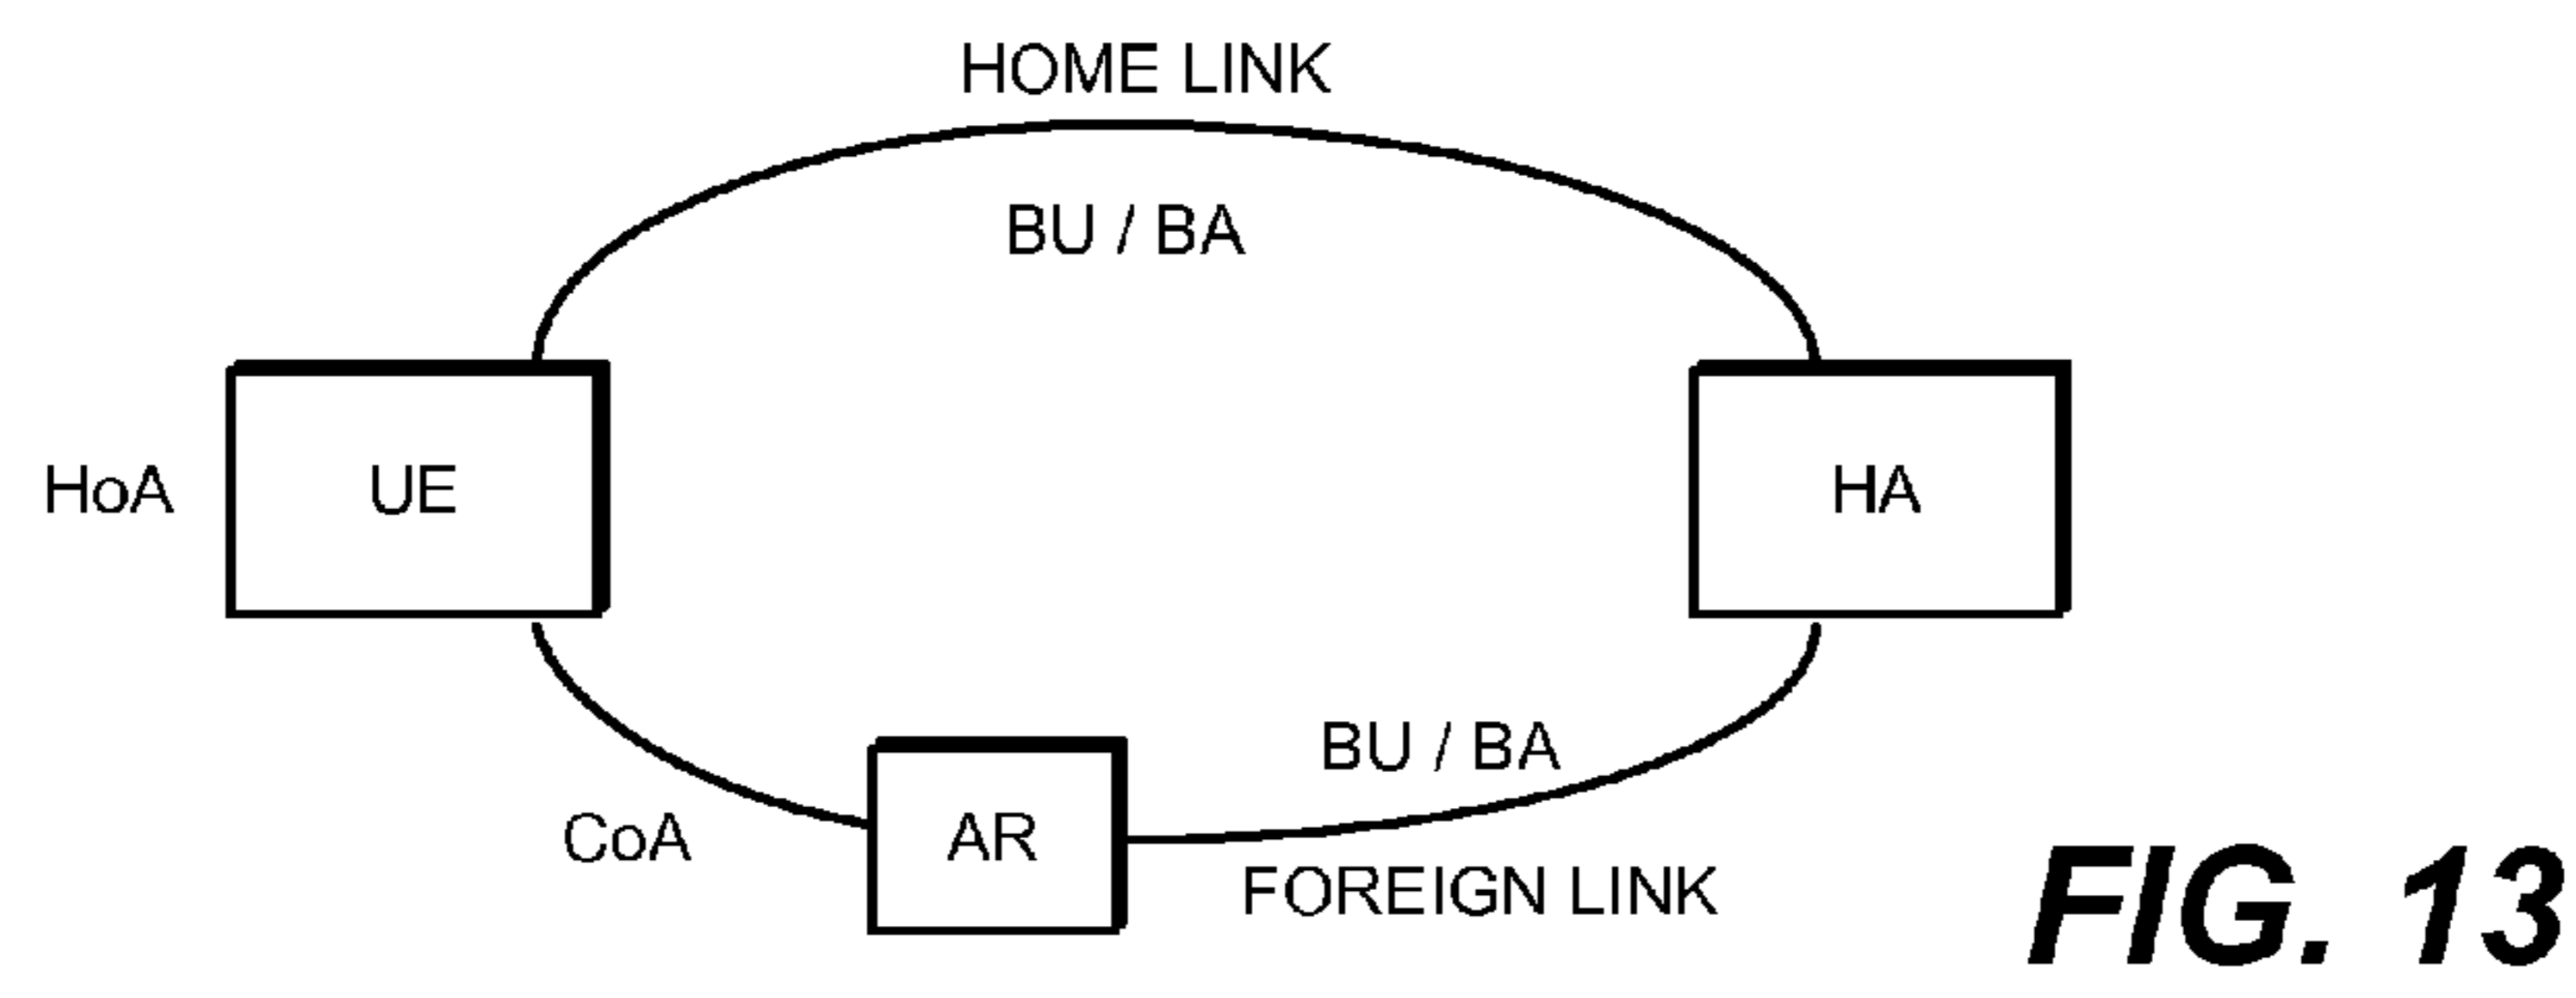 HOME LINK
BU / BA
HoA
UE
HA
BU / BA
CoA
AR
FOREIGN LINK
FIG. 13